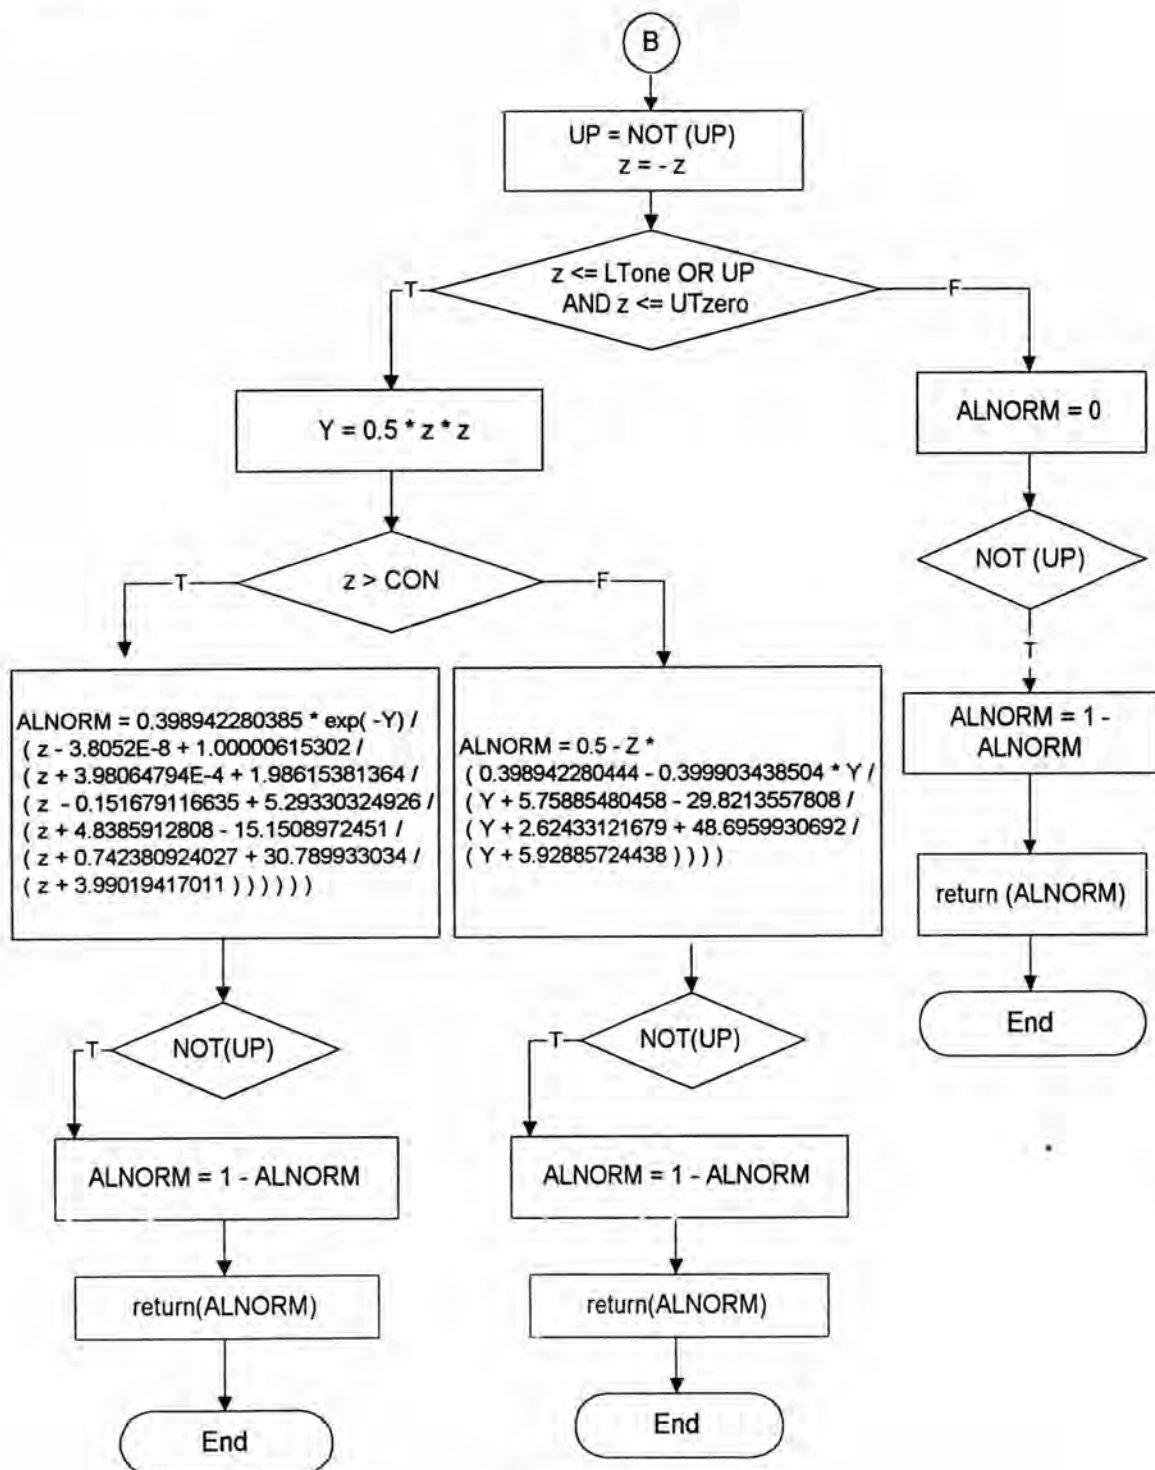 B
UP = NOT (UP)
z = - z
z <= LTone OR UP
AND z <= UTzero
T
F
Y = 0.5 * z * z
ALNORM = 0
z > CON
T
F
NOT (UP)
T
ALNORM = 0.398942280385 * exp( -Y) /
( z - 3.8052E-8 + 1.00000615302 /
( z + 3.98064794E-4 + 1.98615381364 /
( z - 0.151679116635 + 5.29330324926 /
( z + 4.8385912808 - 15.1508972451 /
( z + 0.742380924027 + 30.789933034 /
( z + 3.99019417011 ) ) ) ) ) )
ALNORM = 0.5 - Z *
( 0.398942280444 - 0.399903438504 * Y /
( Y + 5.75885480458 - 29.8213557808 /
( Y + 2.62433121679 + 48.6959930692 /
( Y + 5.92885724438 ) ) ) )
ALNORM = 1 -
ALNORM
return (ALNORM)
End
NOT(UP)
T
NOT(UP)
T
ALNORM = 1 - ALNORM
ALNORM = 1 - ALNORM
return(ALNORM)
return(ALNORM)
End
End